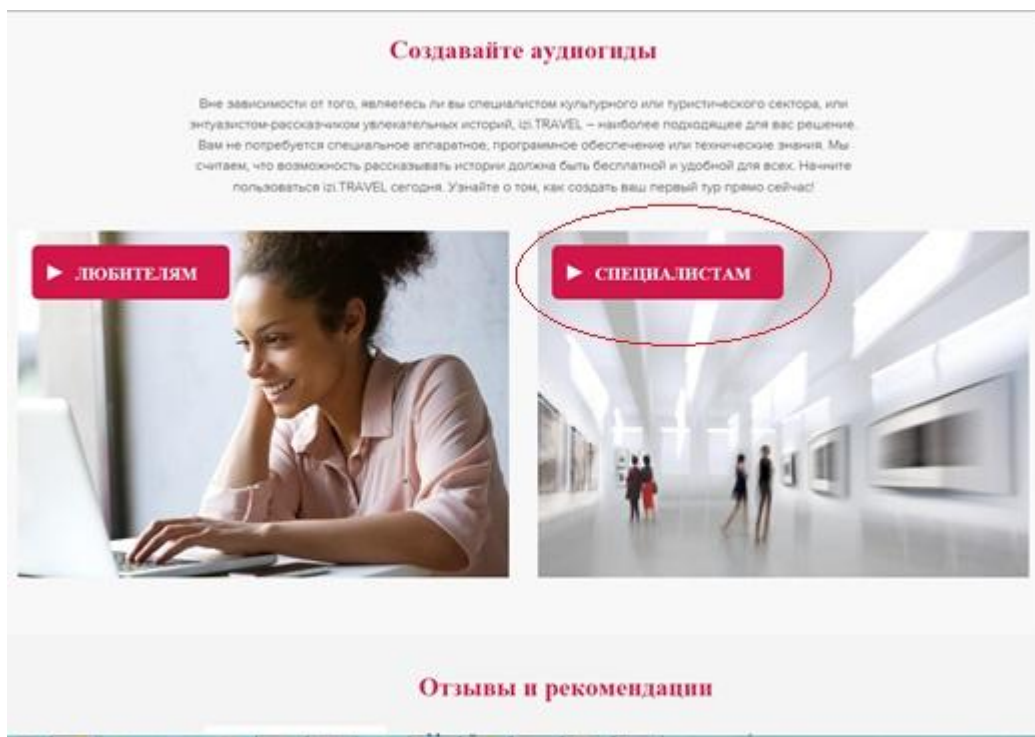 Создавайте аудиогиды
Вне зависимости от того, являетесь ли вы специалистом культурного или туристического сектора, или
энтузиастом-рассказчиком увлекательных историй, izi.TRAVEL – наиболее подходящее для вас решение.
Вам не потребуется специальное аппаратное, программное обеспечение или технические знания. Мы
считаем, что возможность рассказывать истории должна быть бесплатной и удобной для всех. Начните
пользоваться izi.TRAVEL сегодня. Узнайте о том, как создать ваш первый тур прямо сейчас!
ЛЮБИТЕЛЯМ
СПЕЦИАЛИСТАМ
Отзывы и рекомендации